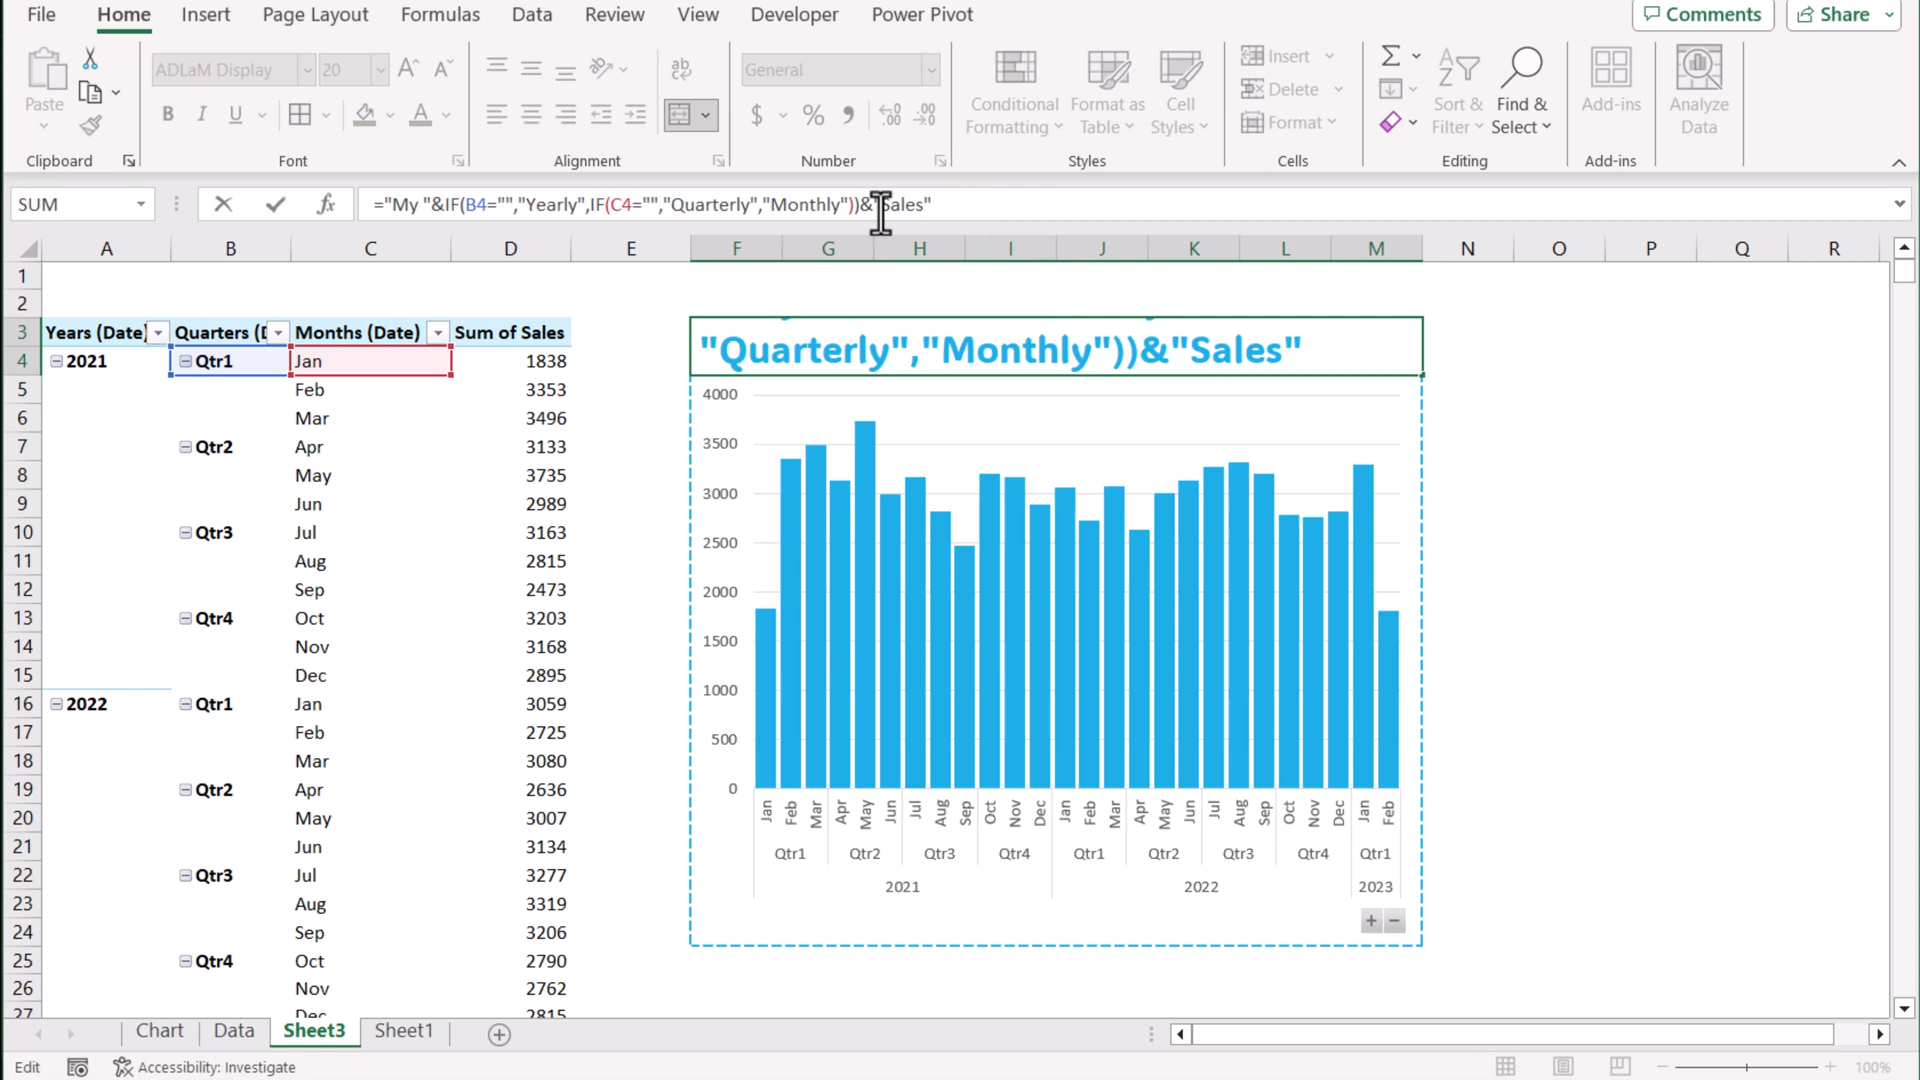 File Home Insert Page Layout Formulas Data Review View Developer Power Pivot Comments Share
ADLaM Display 20 General Insert
Paste Conditional Format as Cell Delete Sort & Find & Add-ins Analyze
Formatting Table Styles Format Filter Select Data
Clipboard Font Alignment Number Styles Cells Editing Add-ins
SUM ="My "&IF(B4="","Yearly",IF(C4="","Quarterly","Monthly"))&"Sales"
A B C D E F G H I J K L M N O P Q R
1
2
3 Years (Date) Quarters (D Months (Date) Sum of Sales
4 2021 Qtr1 Jan 1838
5 Feb 3353
6 Mar 3496
7 Qtr2 Apr 3133
8 May 3735
9 Jun 2989
10 Qtr3 Jul 3163
11 Aug 2815
12 Sep 2473
13 Qtr4 Oct 3203
14 Nov 3168
15 Dec 2895
16 2022 Qtr1 Jan 3059
17 Feb 2725
18 Mar 3080
19 Qtr2 Apr 2636
20 May 3007
21 Jun 3134
22 Qtr3 Jul 3277
23 Aug 3319
24 Sep 3206
25 Qtr4 Oct 2790
26 Nov 2762
27 Dec 2815
"Quarterly","Monthly"))&"Sales"
4000
3500
3000
2500
2000
1500
1000
500
0
Jan Feb Mar Apr May Jun Jul Aug Sep Oct Nov Dec Jan Feb Mar Apr May Jun Jul Aug Sep Oct Nov Dec Jan Feb
Qtr1 Qtr2 Qtr3 Qtr4 Qtr1 Qtr2 Qtr3 Qtr4 Qtr1
2021 2022 2023
Chart Data Sheet3 Sheet1
Edit Accessibility: Investigate 100%